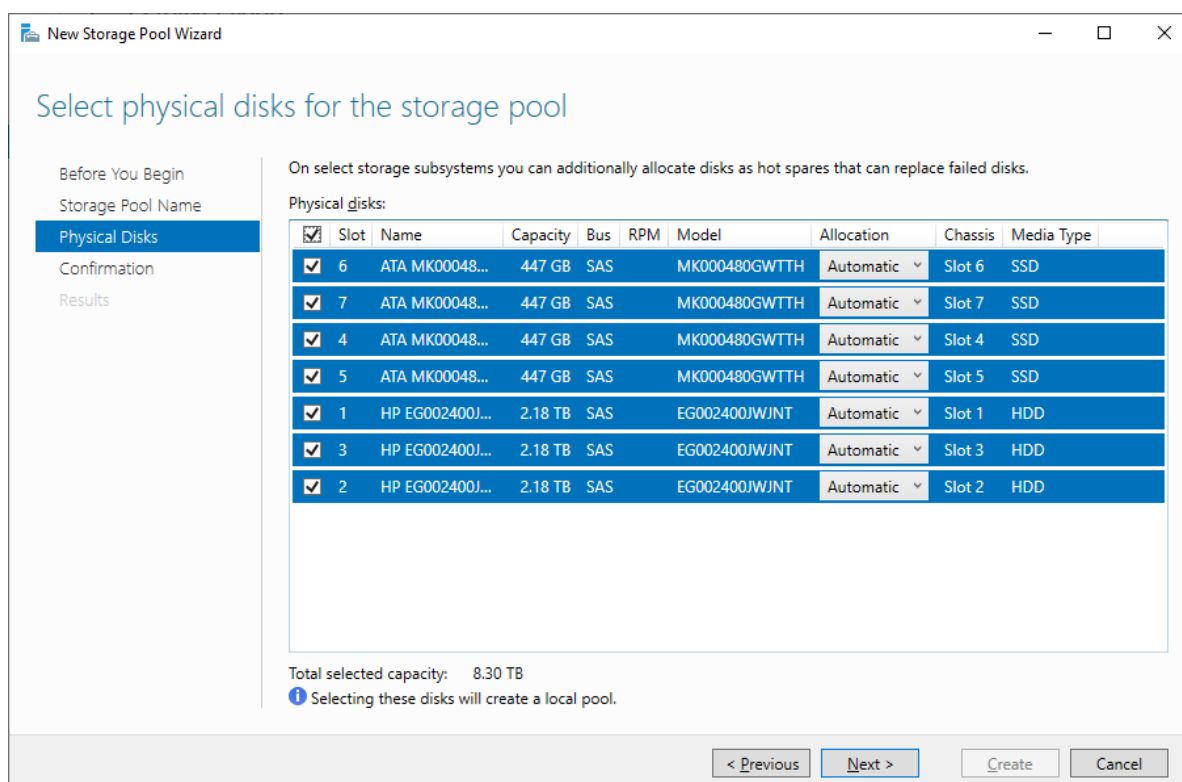 New Storage Pool Wizard
Select physical disks for the storage pool
Before You Begin
Storage Pool Name
Physical Disks
Confirmation
Results
On select storage subsystems you can additionally allocate disks as hot spares that can replace failed disks.
Physical disks:
Slot Name Capacity Bus RPM Model Allocation Chassis Media Type
6 ATA MK00048... 447 GB SAS MK000480GWTTH Automatic Slot 6 SSD
7 ATA MK00048... 447 GB SAS MK000480GWTTH Automatic Slot 7 SSD
4 ATA MK00048... 447 GB SAS MK000480GWTTH Automatic Slot 4 SSD
5 ATA MK00048... 447 GB SAS MK000480GWTTH Automatic Slot 5 SSD
1 HP EG002400J... 2.18 TB SAS EG002400JWJNT Automatic Slot 1 HDD
3 HP EG002400J... 2.18 TB SAS EG002400JWJNT Automatic Slot 3 HDD
2 HP EG002400J... 2.18 TB SAS EG002400JWJNT Automatic Slot 2 HDD
Total selected capacity: 8.30 TB
Selecting these disks will create a local pool.
< Previous Next > Create Cancel